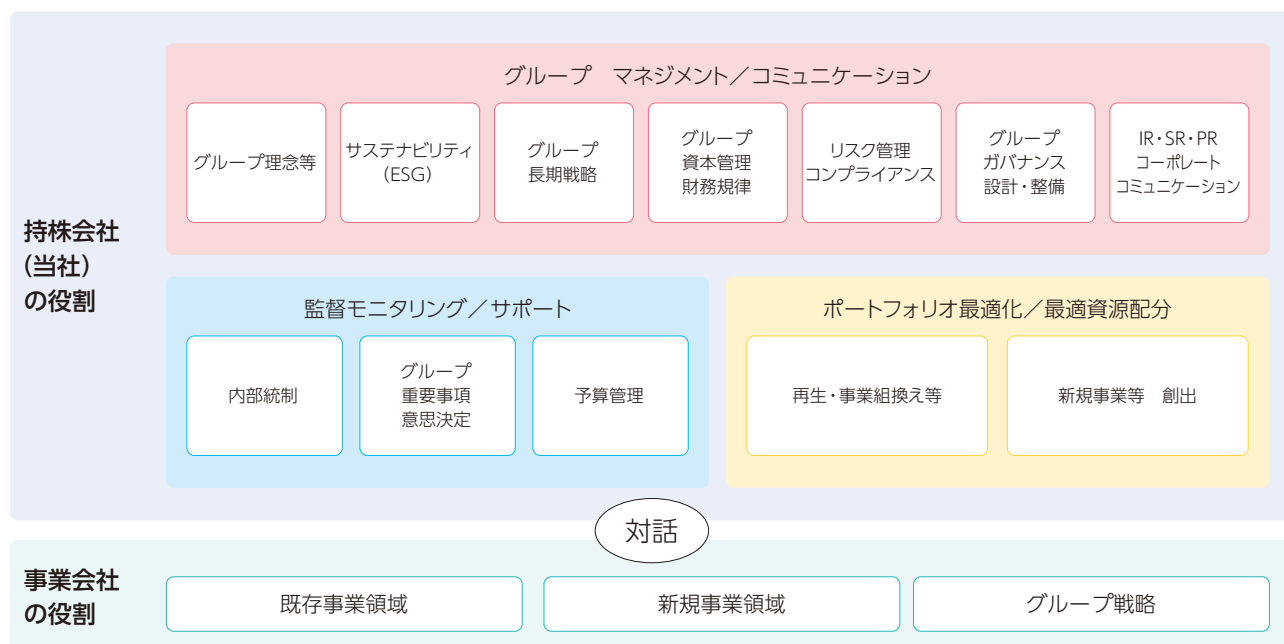 持株会社
(当社)
の役割
グループ　マネジメント／コミュニケーション
グループ理念等
サステナビリティ
(ESG)
グループ
長期戦略
グループ
資本管理
財務規律
リスク管理
コンプライアンス
グループ
ガバナンス
設計・整備
IR・SR・PR
コーポレート
コミュニケーション
監督モニタリング／サポート
内部統制
グループ
重要事項
意思決定
予算管理
ポートフォリオ最適化／最適資源配分
再生・事業組換え等
新規事業等　創出
対話
事業会社
の役割
既存事業領域
新規事業領域
グループ戦略